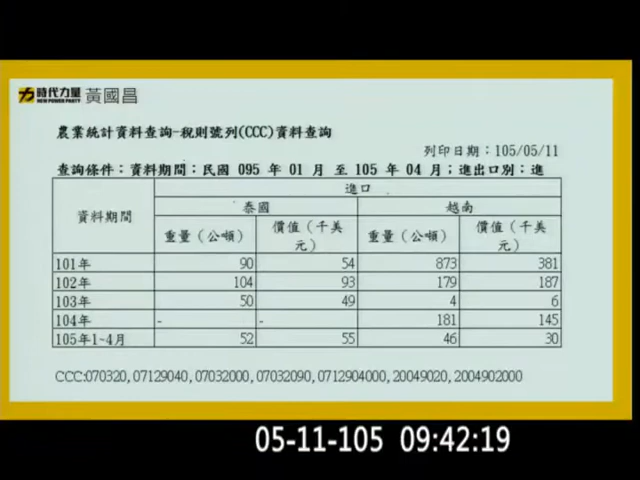 時代力量 黃國昌
NEW POWER PARTY
農業統計資料查詢-稅則號列(CCC)資料查詢
列印日期：105/05/11
查詢條件：資料期間：民國 095 年 01 月 至 105 年 04 月；進出口別：進
資料期間 進口
泰國 越南
重量（公噸） 價值（千美元） 重量（公噸） 價值（千美元）
101年 90 54 873 381
102年 104 93 179 187
103年 50 49 4 6
104年 - - 181 145
105年1~4月 52 55 46 30
CCC:070320,07129040,07032000,07032090,0712904000,20049020,2004902000
05-11-105 09:42:19